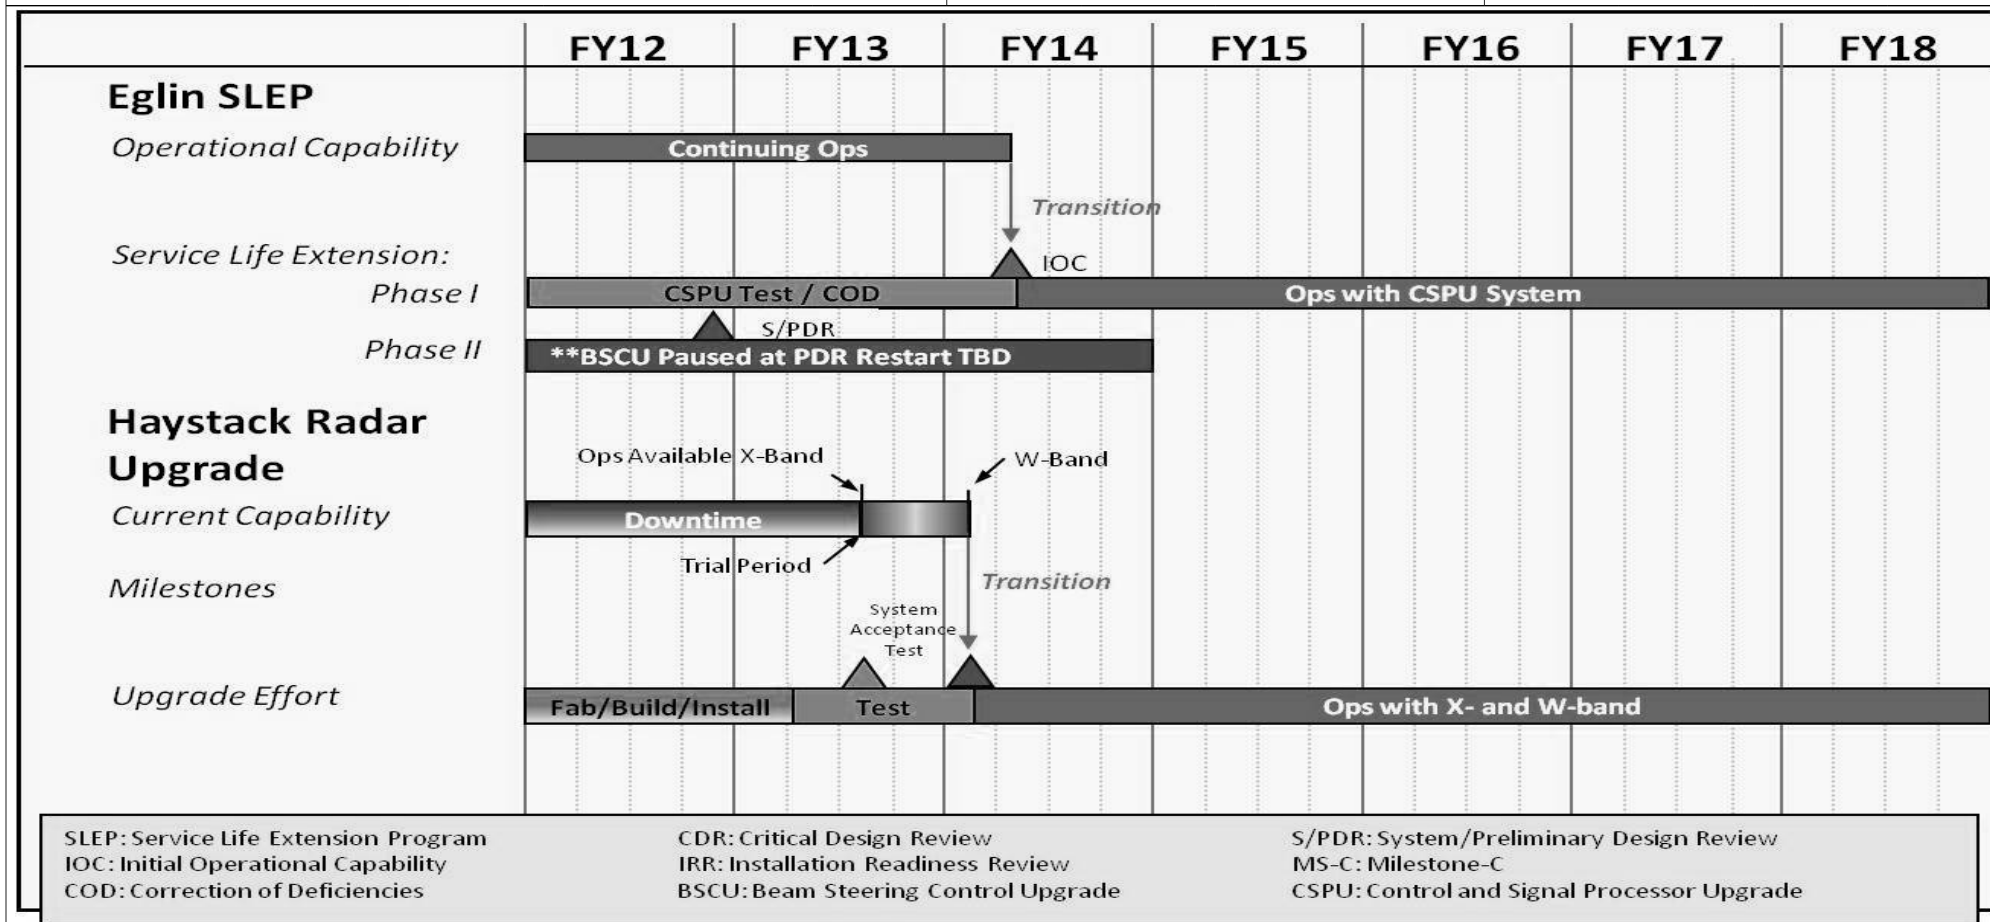 FY12 FY13 FY14 FY15 FY16 FY17 FY18
Eglin SLEP
Operational Capability
Continuing Ops
Transition
Service Life Extension:
IOC
Phase I
CSPU Test / COD
Ops with CSPU System
S/PDR
Phase II
**BSCU Paused at PDR Restart TBD
Haystack Radar
Upgrade
Ops Available X-Band
W-Band
Current Capability
Downtime
Trial Period
Milestones
Transition
System
Acceptance
Test
Upgrade Effort
Fab/Build/Install
Test
Ops with X- and W-band
SLEP: Service Life Extension Program
CDR: Critical Design Review
S/PDR: System/Preliminary Design Review
IOC: Initial Operational Capability
IRR: Installation Readiness Review
MS-C: Milestone-C
COD: Correction of Deficiencies
BSCU: Beam Steering Control Upgrade
CSPU: Control and Signal Processor Upgrade